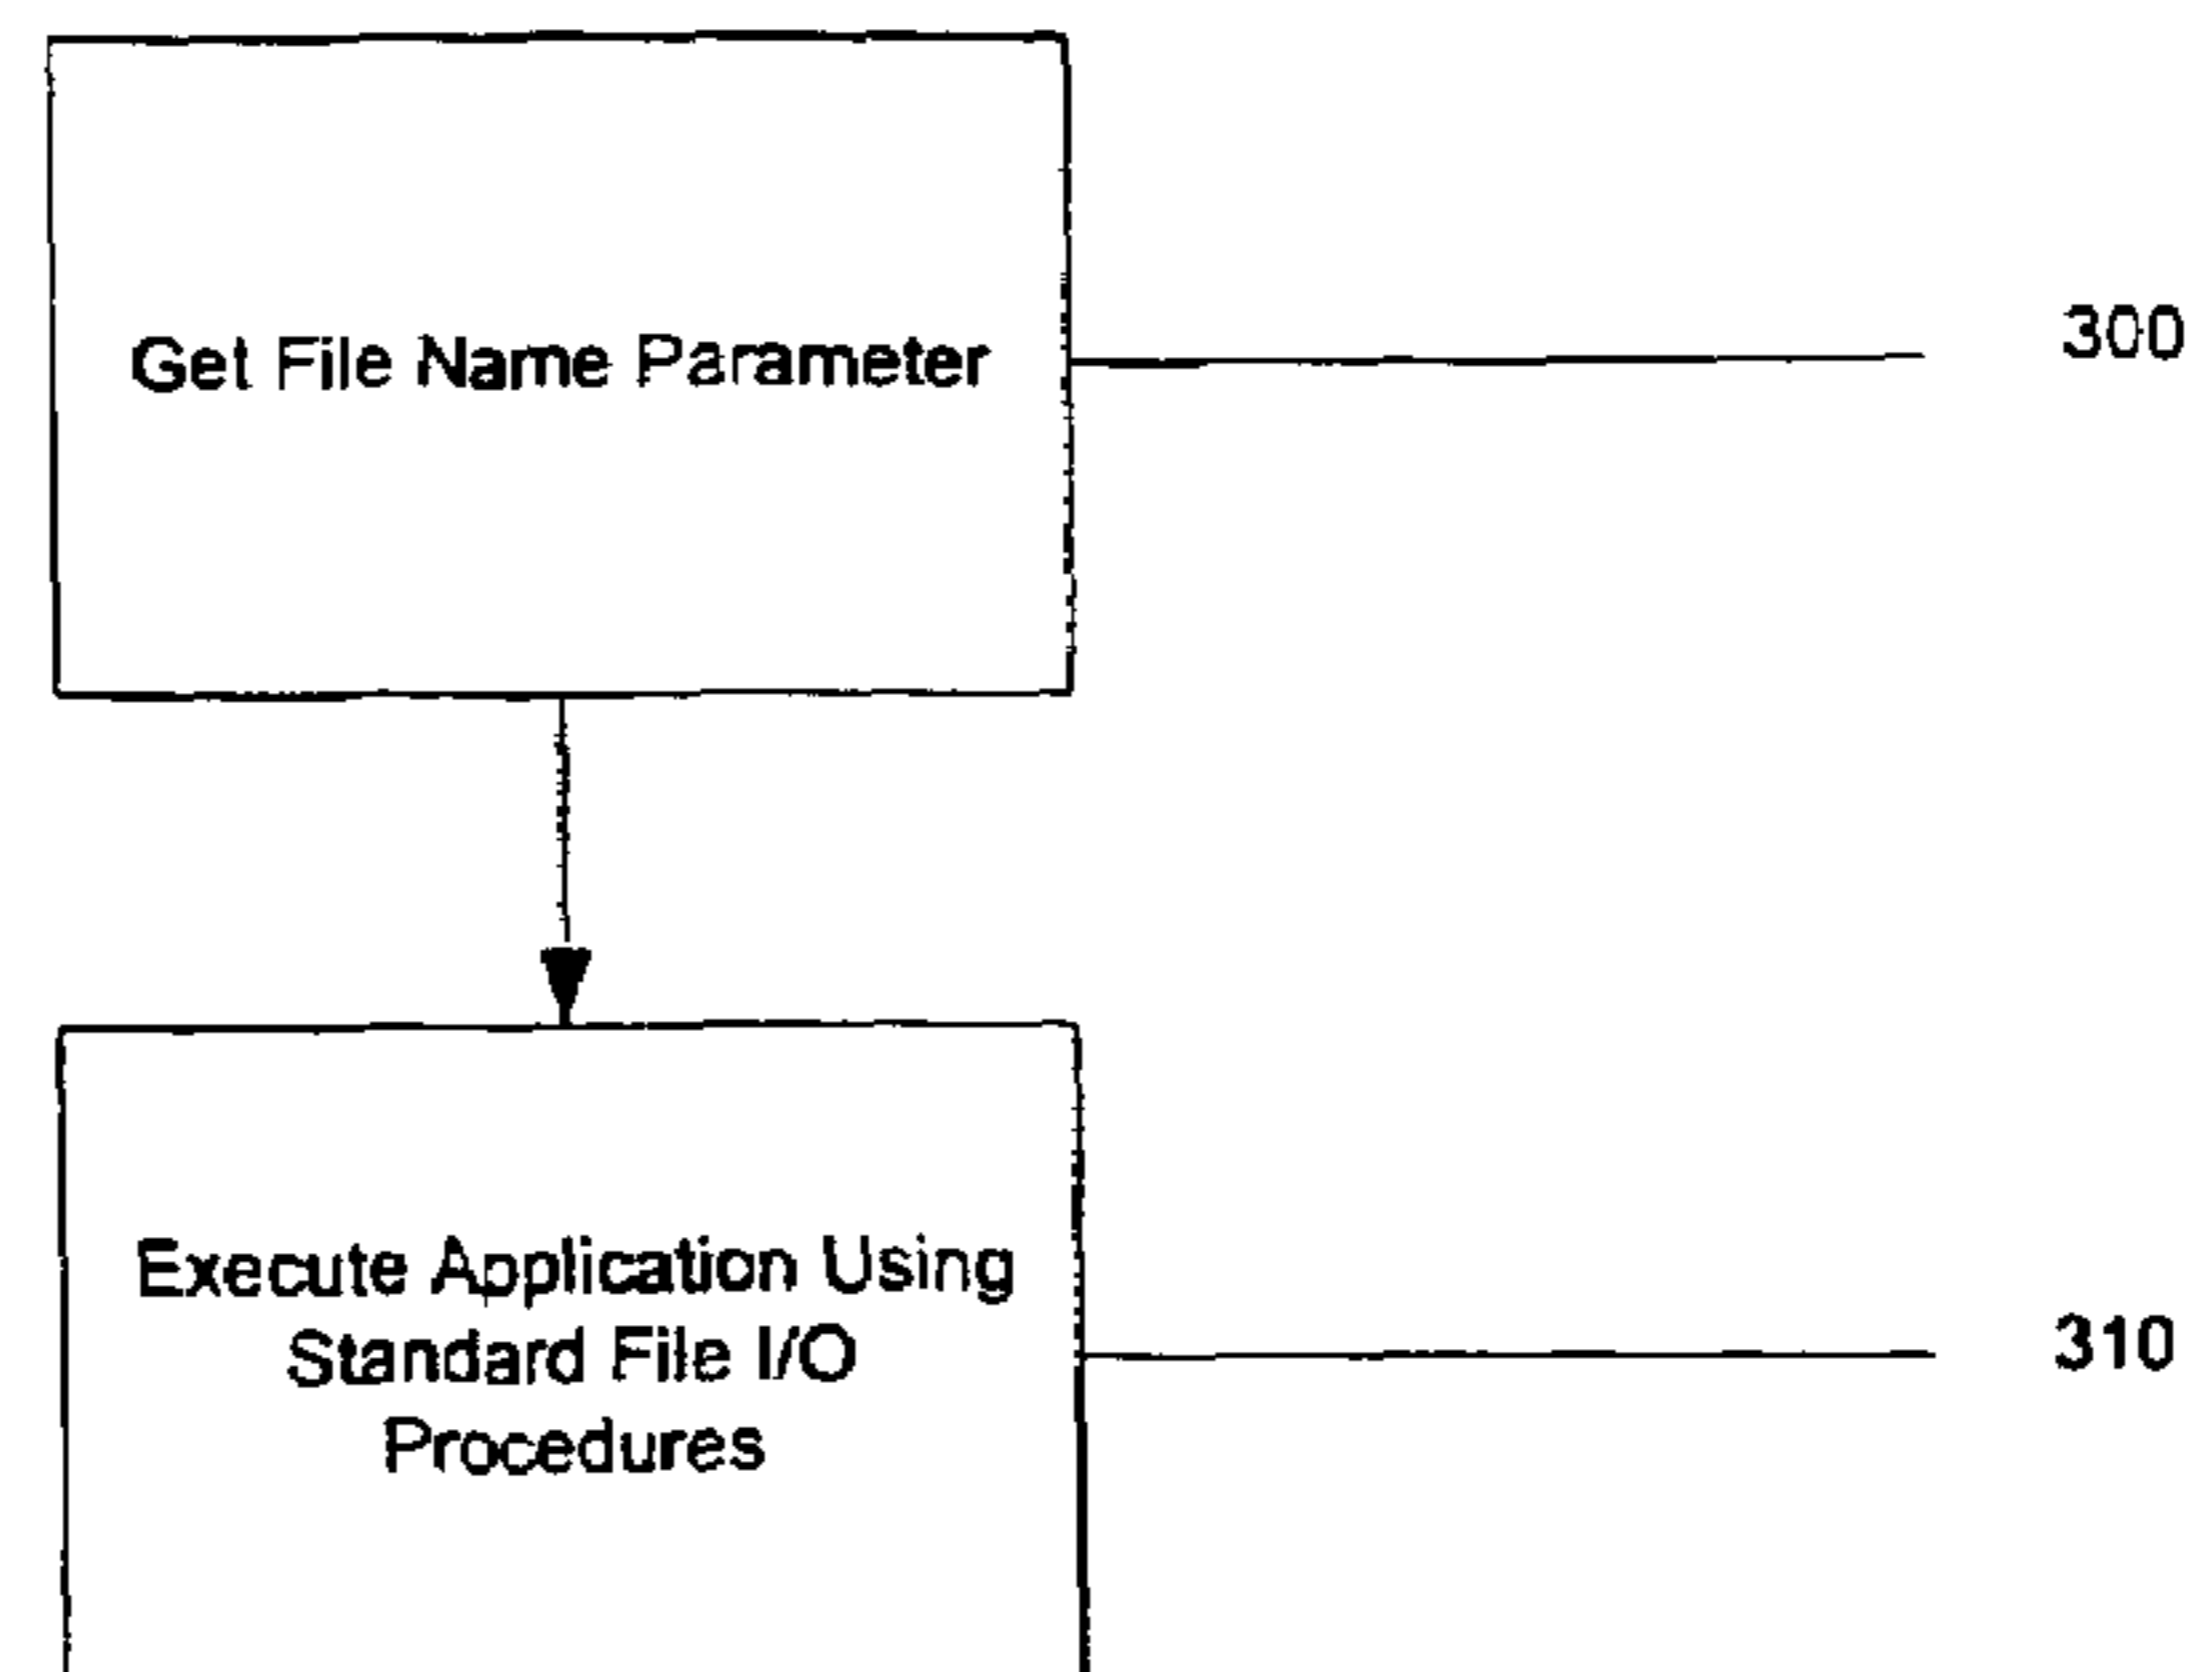 Get File Name Parameter
300
Execute Application Using
Standard File I/O
Procedures
310